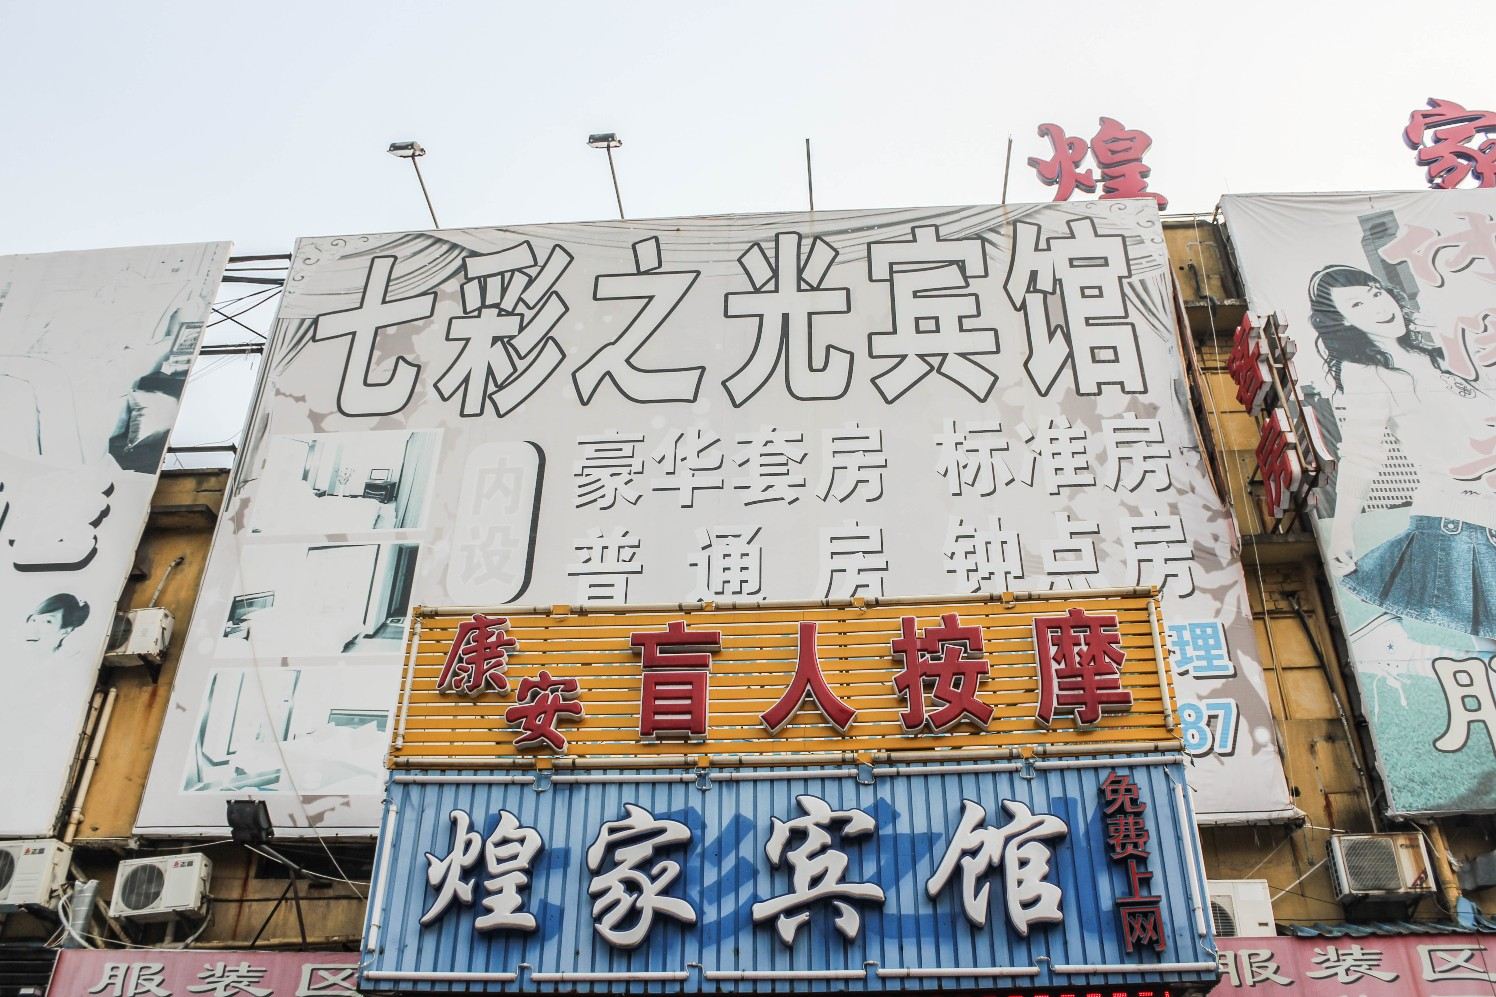 煌 家
七彩之光宾馆
内设
豪华套房 标准房
普通房 钟点房
理
87
康安 盲人按摩
煌家宾馆
免费上网
服装区
服装区